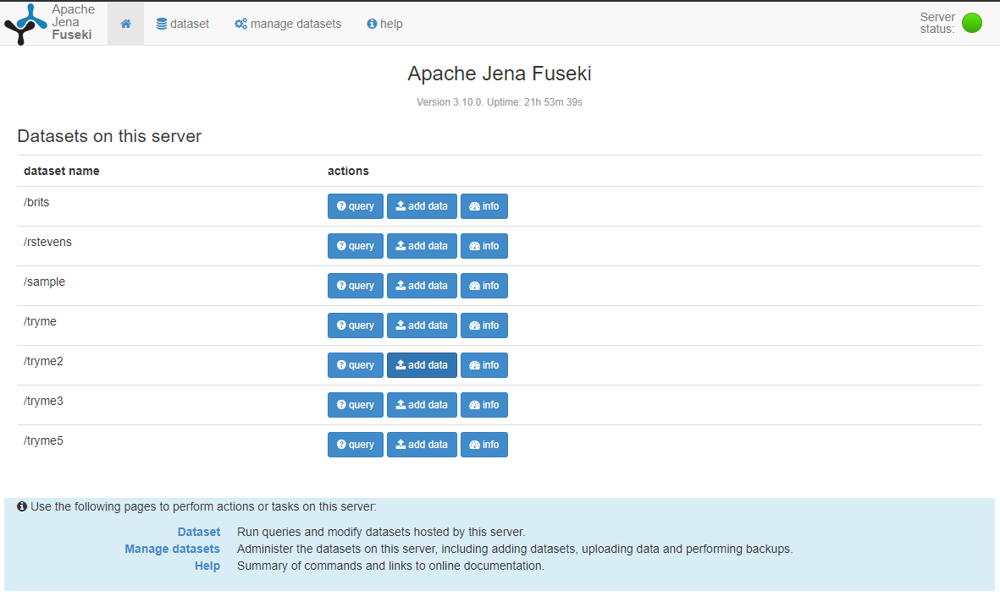 Apache
Jena
Fuseki
dataset
manage datasets
help
Server
status:
Apache Jena Fuseki
Version 3.10.0. Uptime: 21h 53m 39s
Datasets on this server
dataset name actions
/brits query add data info
/rstevens query add data info
/sample query add data info
/tryme query add data info
/tryme2 query add data info
/tryme3 query add data info
/tryme5 query add data info
Use the following pages to perform actions or tasks on this server:
Dataset Run queries and modify datasets hosted by this server.
Manage datasets Administer the datasets on this server, including adding datasets, uploading data and performing backups.
Help Summary of commands and links to online documentation.